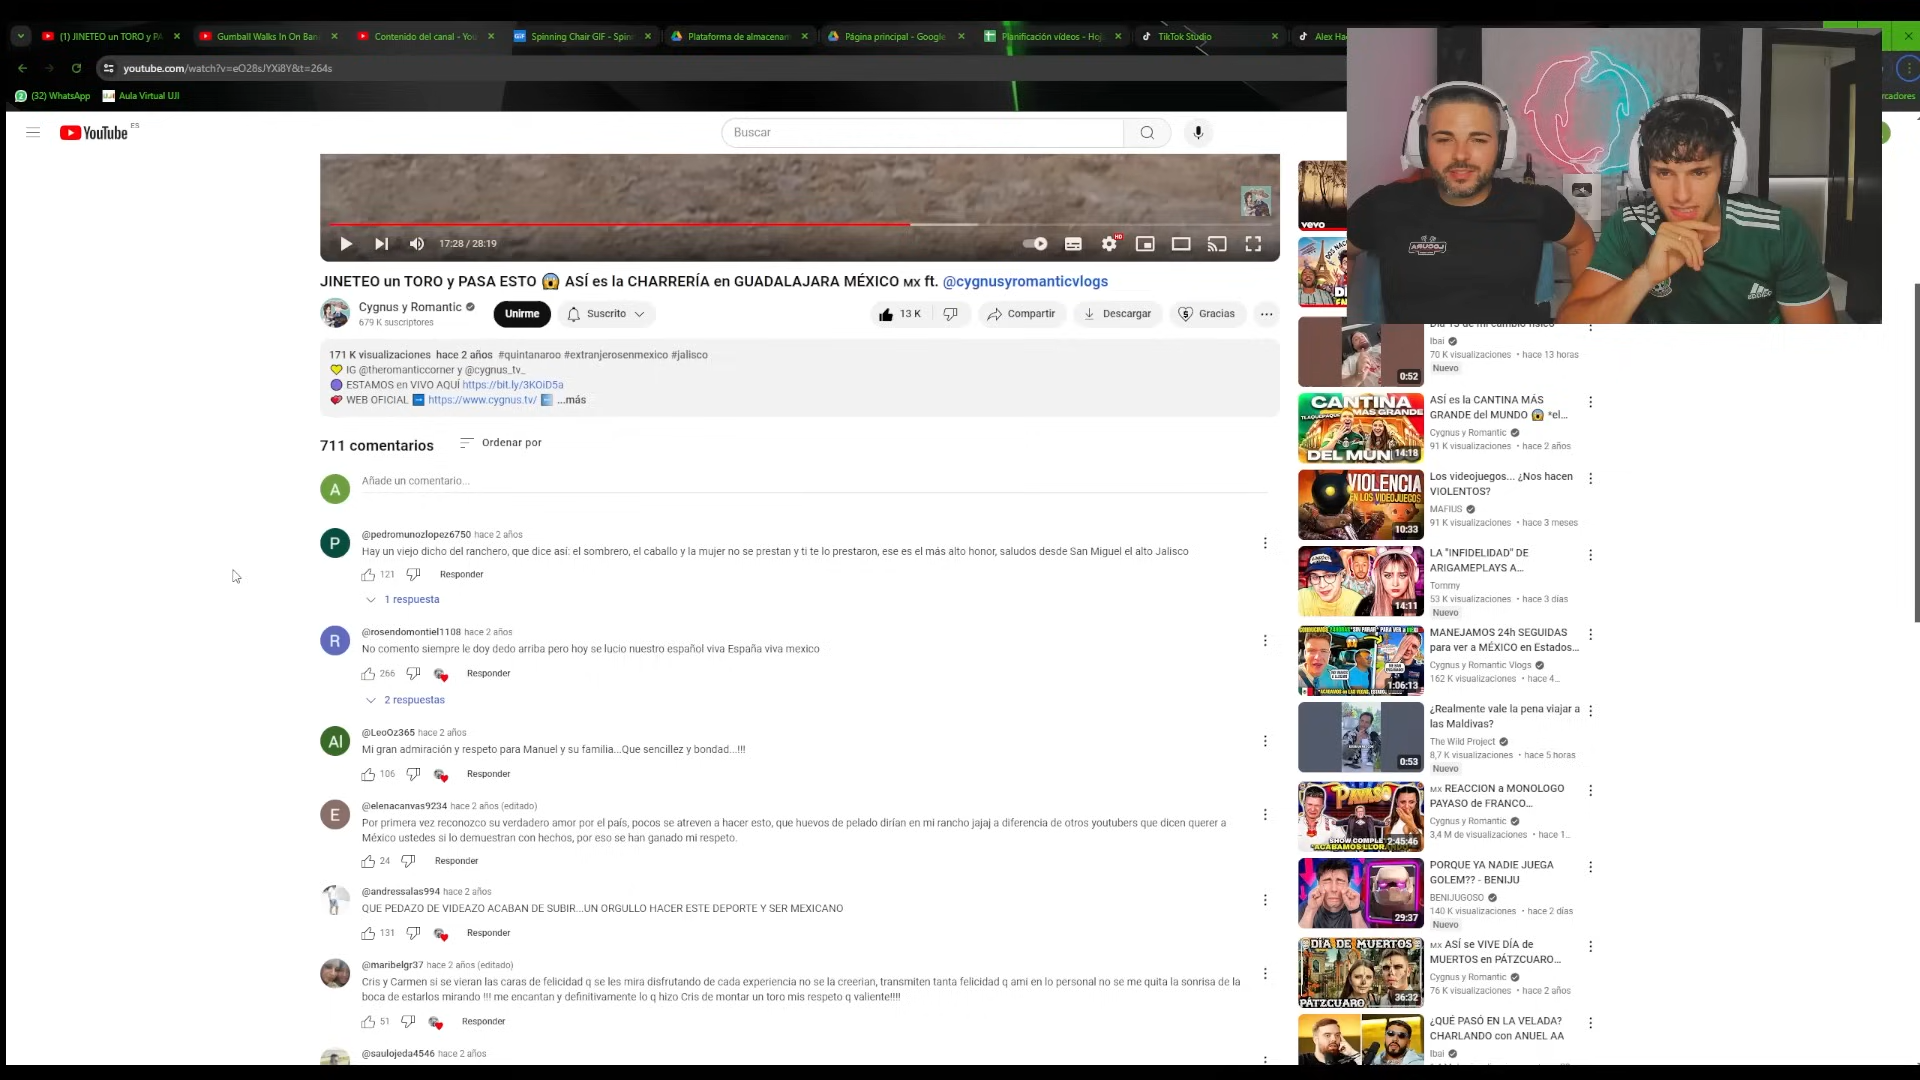 (1) JINETEO un TORO y PA
Gumball Walks In On Ban
Contenido del canal - You
Spinning Chair GIF - Spin
Plataforma de almacenam
Página principal - Google
Planificación vídeos - Hoj
TikTok Studio
Alex Ha
youtube.com/watch?v=eO28sJYXi8Y&t=264s
(32) WhatsApp
Aula Virtual UJI
rcadores
YouTube ES
Buscar
17:28 / 28:19
JINETEO un TORO y PASA ESTO 😱 ASÍ es la CHARRERÍA en GUADALAJARA MÉXICO MX ft. @cygnusyromanticvlogs
Cygnus y Romantic
679 K suscriptores
Unirme
Suscrito
13 K
Compartir
Descargar
Gracias
171 K visualizaciones hace 2 años #quintanaroo #extranjerosenmexico #jalisco
💛 IG @theromanticcorner y @cygnus_tv_
🟣 ESTAMOS en VIVO AQUÍ https://bit.ly/3KOiD5a
WEB OFICIAL ➡ https://www.cygnus.tv/ ⬅ ...más
711 comentarios
Ordenar por
A
Añade un comentario...
P
@pedromunozlopez6750 hace 2 años
Hay un viejo dicho del ranchero, que dice así: el sombrero, el caballo y la mujer no se prestan y ti te lo prestaron, ese es el más alto honor, saludos desde San Miguel el alto Jalisco
121
Responder
1 respuesta
R
@rosendomontiel1108 hace 2 años
No comento siempre le doy dedo arriba pero hoy se lucio nuestro español viva España viva mexico
266
Responder
2 respuestas
Al
@LeoOz365 hace 2 años
Mi gran admiración y respeto para Manuel y su familia...Que sencillez y bondad...!!!
106
Responder
E
@elenacanvas9234 hace 2 años (editado)
Por primera vez reconozco su verdadero amor por el país, pocos se atreven a hacer esto, que huevos de pelado dirían en mi rancho jajaj a diferencia de otros youtubers que dicen querer a
México ustedes si lo demuestran con hechos, por eso se han ganado mi respeto.
24
Responder
@andressalas994 hace 2 años
QUE PEDAZO DE VIDEAZO ACABAN DE SUBIR...UN ORGULLO HACER ESTE DEPORTE Y SER MEXICANO
131
Responder
@maribelgr37 hace 2 años (editado)
Cris y Carmen si se vieran las caras de felicidad q se les mira disfrutando de cada experiencia no se la creerian, transmiten tanta felicidad q ami en lo personal no se me quita la sonrisa de la
boca de estarlos mirando !!! me encantan y definitivamente lo q hizo Cris de montar un toro mis respeto q valiente!!!!
51
Responder
@saulojeda4546 hace 2 años
vevo
LOCURA
adidas
Día 15 de mi cambio físico
Ibai
70 K visualizaciones • hace 13 horas
Nuevo
0:52
CANTINA
MÁS GRANDE
TLAQUEPAQUE
DEL MUN
14:18
ASÍ es la CANTINA MÁS
GRANDE del MUNDO 😱 *el...
Cygnus y Romantic
91 K visualizaciones • hace 2 años
VIOLENCIA
EN LOS VIDEOJUEGOS
10:33
Los videojuegos... ¿Nos hacen
VIOLENTOS?
MAFIUS
91 K visualizaciones • hace 3 meses
14:11
LA "INFIDELIDAD" DE
ARIGAMEPLAYS A...
Tommy
53 K visualizaciones • hace 3 días
Nuevo
1:06:13
MANEJAMOS 24h SEGUIDAS
para ver a MÉXICO en Estados...
Cygnus y Romantic Vlogs
162 K visualizaciones • hace 4...
0:53
¿Realmente vale la pena viajar a
las Maldivas?
The Wild Project
8,7 K visualizaciones • hace 5 horas
Nuevo
PAYASO
SHOW COMPLE
2:45:46
*ACABAMOS LLOR
MX REACCION a MONOLOGO
PAYASO de FRANCO...
Cygnus y Romantic
3,4 M de visualizaciones • hace 1...
29:37
PORQUE YA NADIE JUEGA
GOLEM?? - BENIJU
BENIJUGOSO
140 K visualizaciones • hace 2 días
Nuevo
DÍA DE MUERTOS
PÁTZCUARO
36:32
MX ASÍ se VIVE DÍA de
MUERTOS en PÁTZCUARO...
Cygnus y Romantic
76 K visualizaciones • hace 2 años
¿QUÉ PASÓ EN LA VELADA?
CHARLANDO con ANUEL AA
Ibai